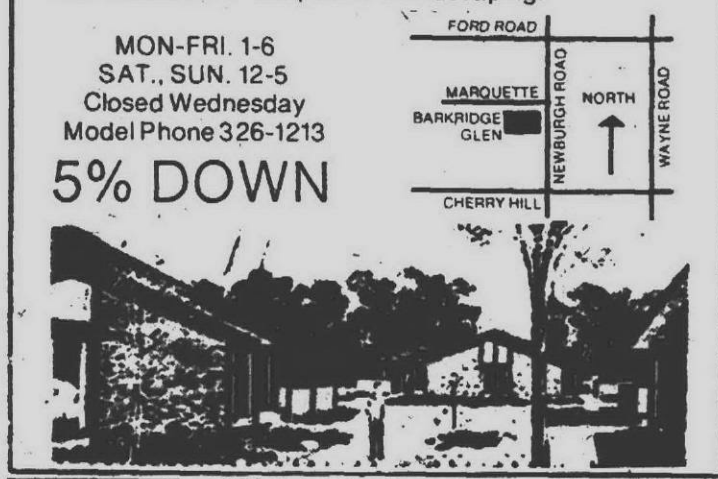 MON-FRI. 1-6
SAT., SUN. 12-5
Closed Wednesday
Model Phone 326-1213
5% DOWN
FORD ROAD
MARQUETTE
BARKRIDGE
GLEN
NEWBURGH ROAD
NORTH
WAYNE ROAD
CHERRY HILL